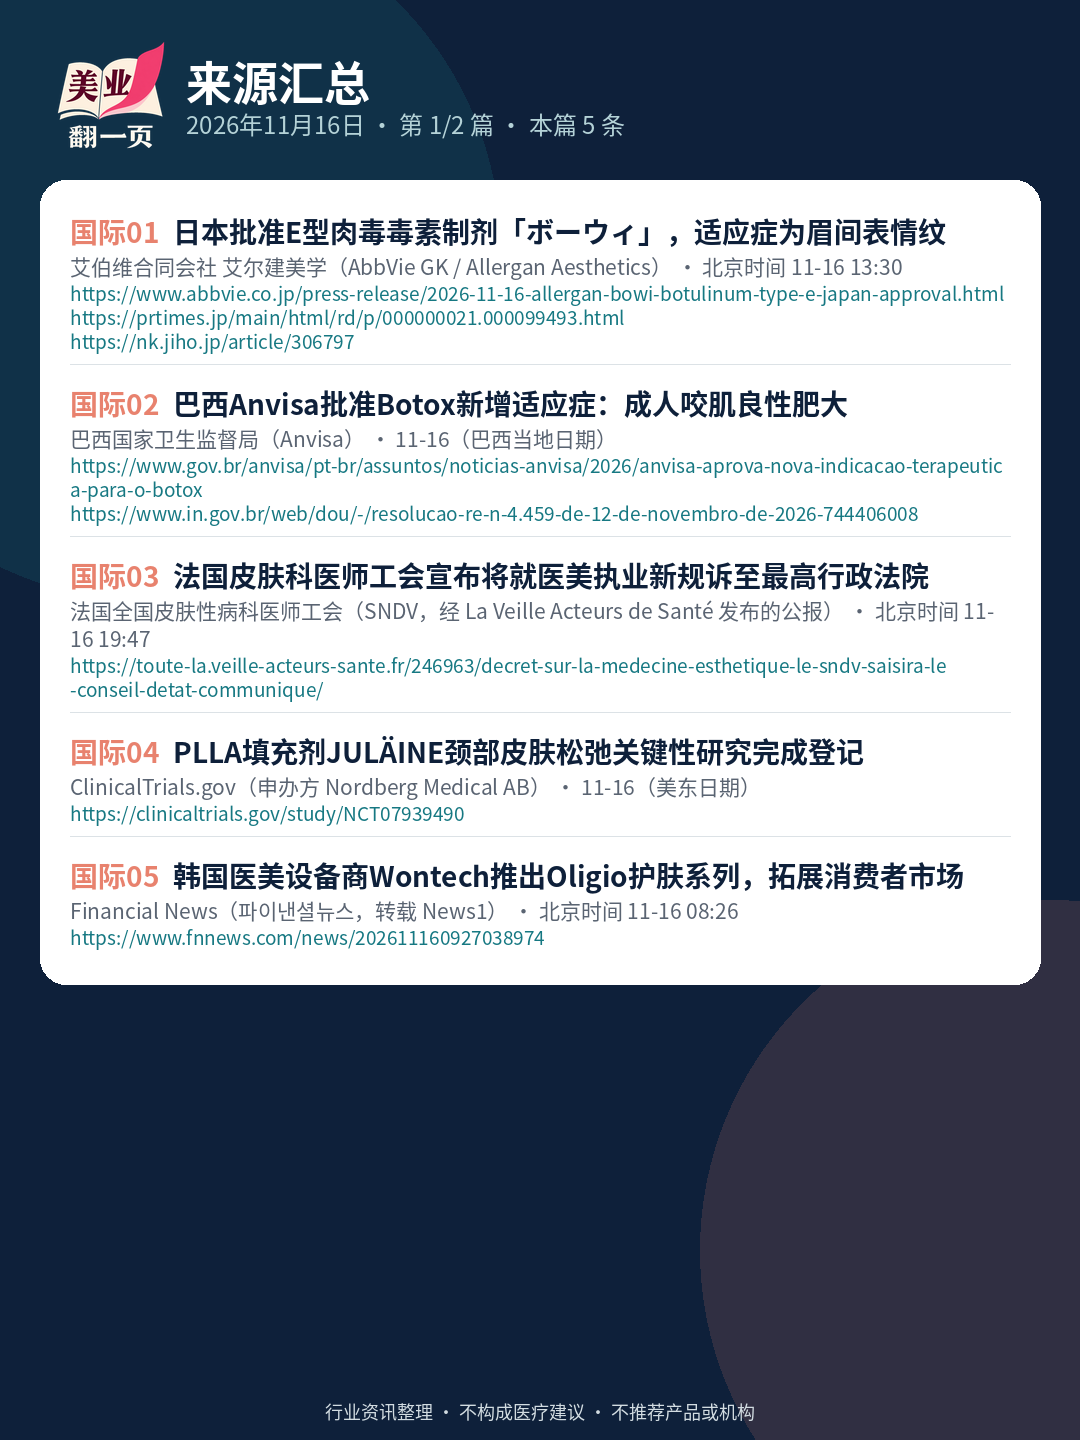 美业
翻一页
来源汇总
2026年11月16日 • 第 1/2 篇 • 本篇 5 条
国际01 日本批准E型肉毒毒素制剂「ボーウィ」，适应症为眉间表情纹
艾伯维合同会社 艾尔建美学（AbbVie GK / Allergan Aesthetics） • 北京时间 11-16 13:30
https://www.abbvie.co.jp/press-release/2026-11-16-allergan-bowi-botulinum-type-e-japan-approval.html
https://prtimes.jp/main/html/rd/p/000000021.000099493.html
https://nk.jiho.jp/article/306797
国际02 巴西Anvisa批准Botox新增适应症：成人咬肌良性肥大
巴西国家卫生监督局（Anvisa） • 11-16（巴西当地日期）
https://www.gov.br/anvisa/pt-br/assuntos/noticias-anvisa/2026/anvisa-aprova-nova-indicacao-terapeutic
a-para-o-botox
https://www.in.gov.br/web/dou/-/resolucao-re-n-4.459-de-12-de-novembro-de-2026-744406008
国际03 法国皮肤科医师工会宣布将就医美执业新规诉至最高行政法院
法国全国皮肤性病科医师工会（SNDV，经 La Veille Acteurs de Santé 发布的公报） • 北京时间 11-
16 19:47
https://toute-la.veille-acteurs-sante.fr/246963/decret-sur-la-medecine-esthetique-le-sndv-saisira-le
-conseil-detat-communique/
国际04 PLLA填充剂JULÄINE颈部皮肤松弛关键性研究完成登记
ClinicalTrials.gov（申办方 Nordberg Medical AB） • 11-16（美东日期）
https://clinicaltrials.gov/study/NCT07939490
国际05 韩国医美设备商Wontech推出Oligio护肤系列，拓展消费者市场
Financial News（파이낸셜뉴스，转载 News1） • 北京时间 11-16 08:26
https://www.fnnews.com/news/202611160927038974
行业资讯整理 • 不构成医疗建议 • 不推荐产品或机构